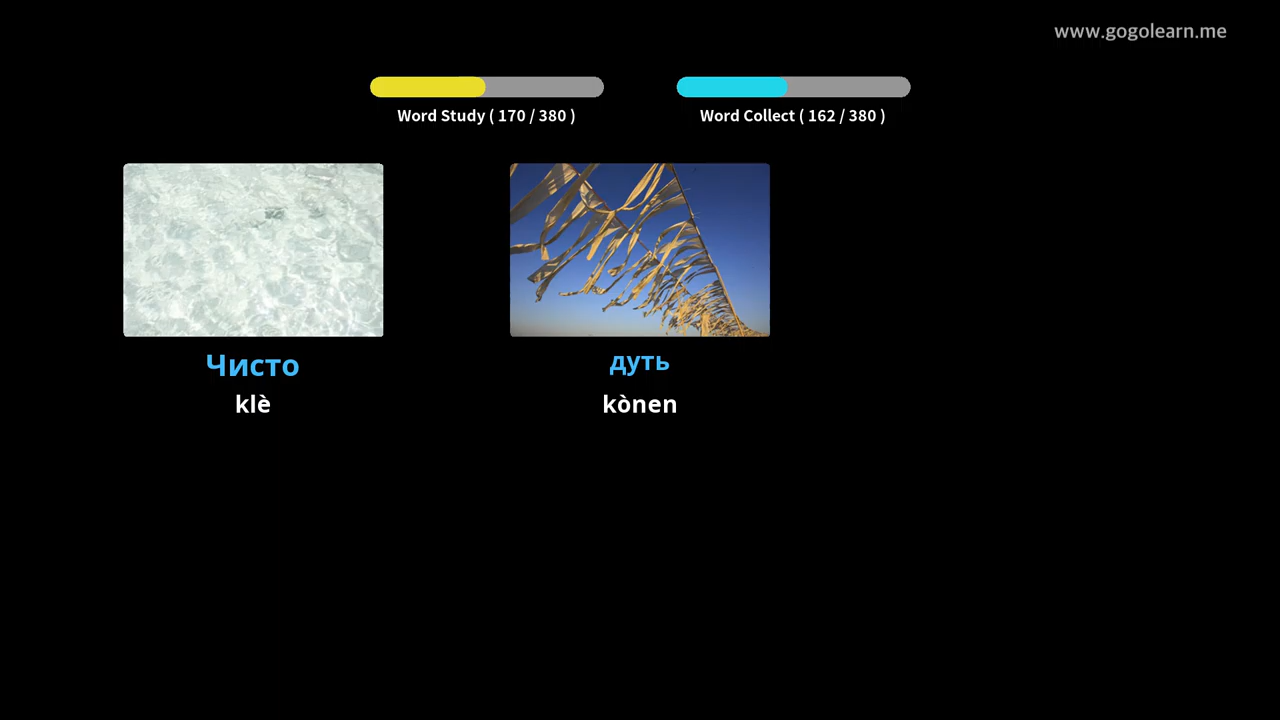 www.gogolearn.me
Word Study ( 170 / 380 )
Word Collect ( 162 / 380 )
Чисто
дуть
klè
kònen